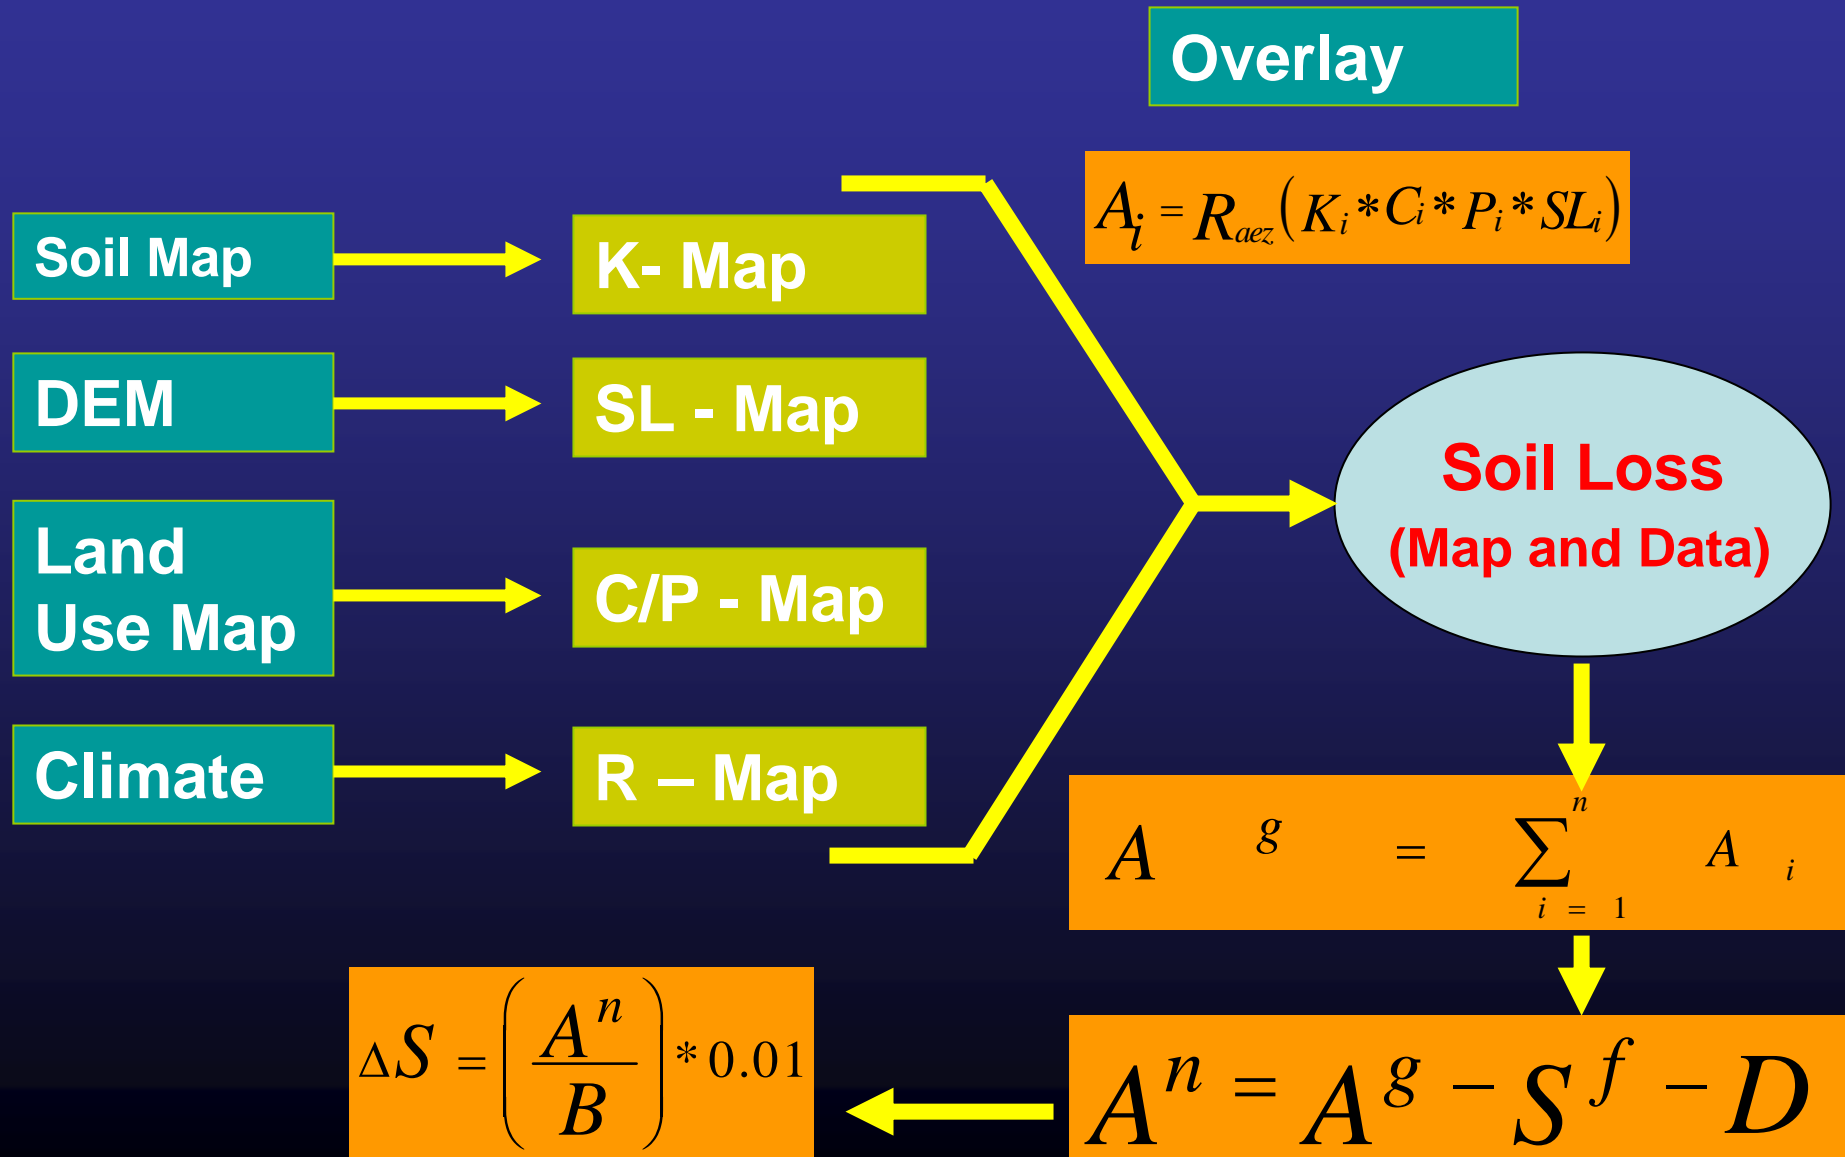 Overlay
A_i = R_aez (K_i * C_i * P_i * SL_i)
Soil Map
K- Map
DEM
SL - Map
Land
Use Map
C/P - Map
Climate
R – Map
Soil Loss
(Map and Data)
A^g = ∑_{i = 1}^{n} A_i
A^n = A^g − S^f − D
ΔS = (A^n / B) * 0.01